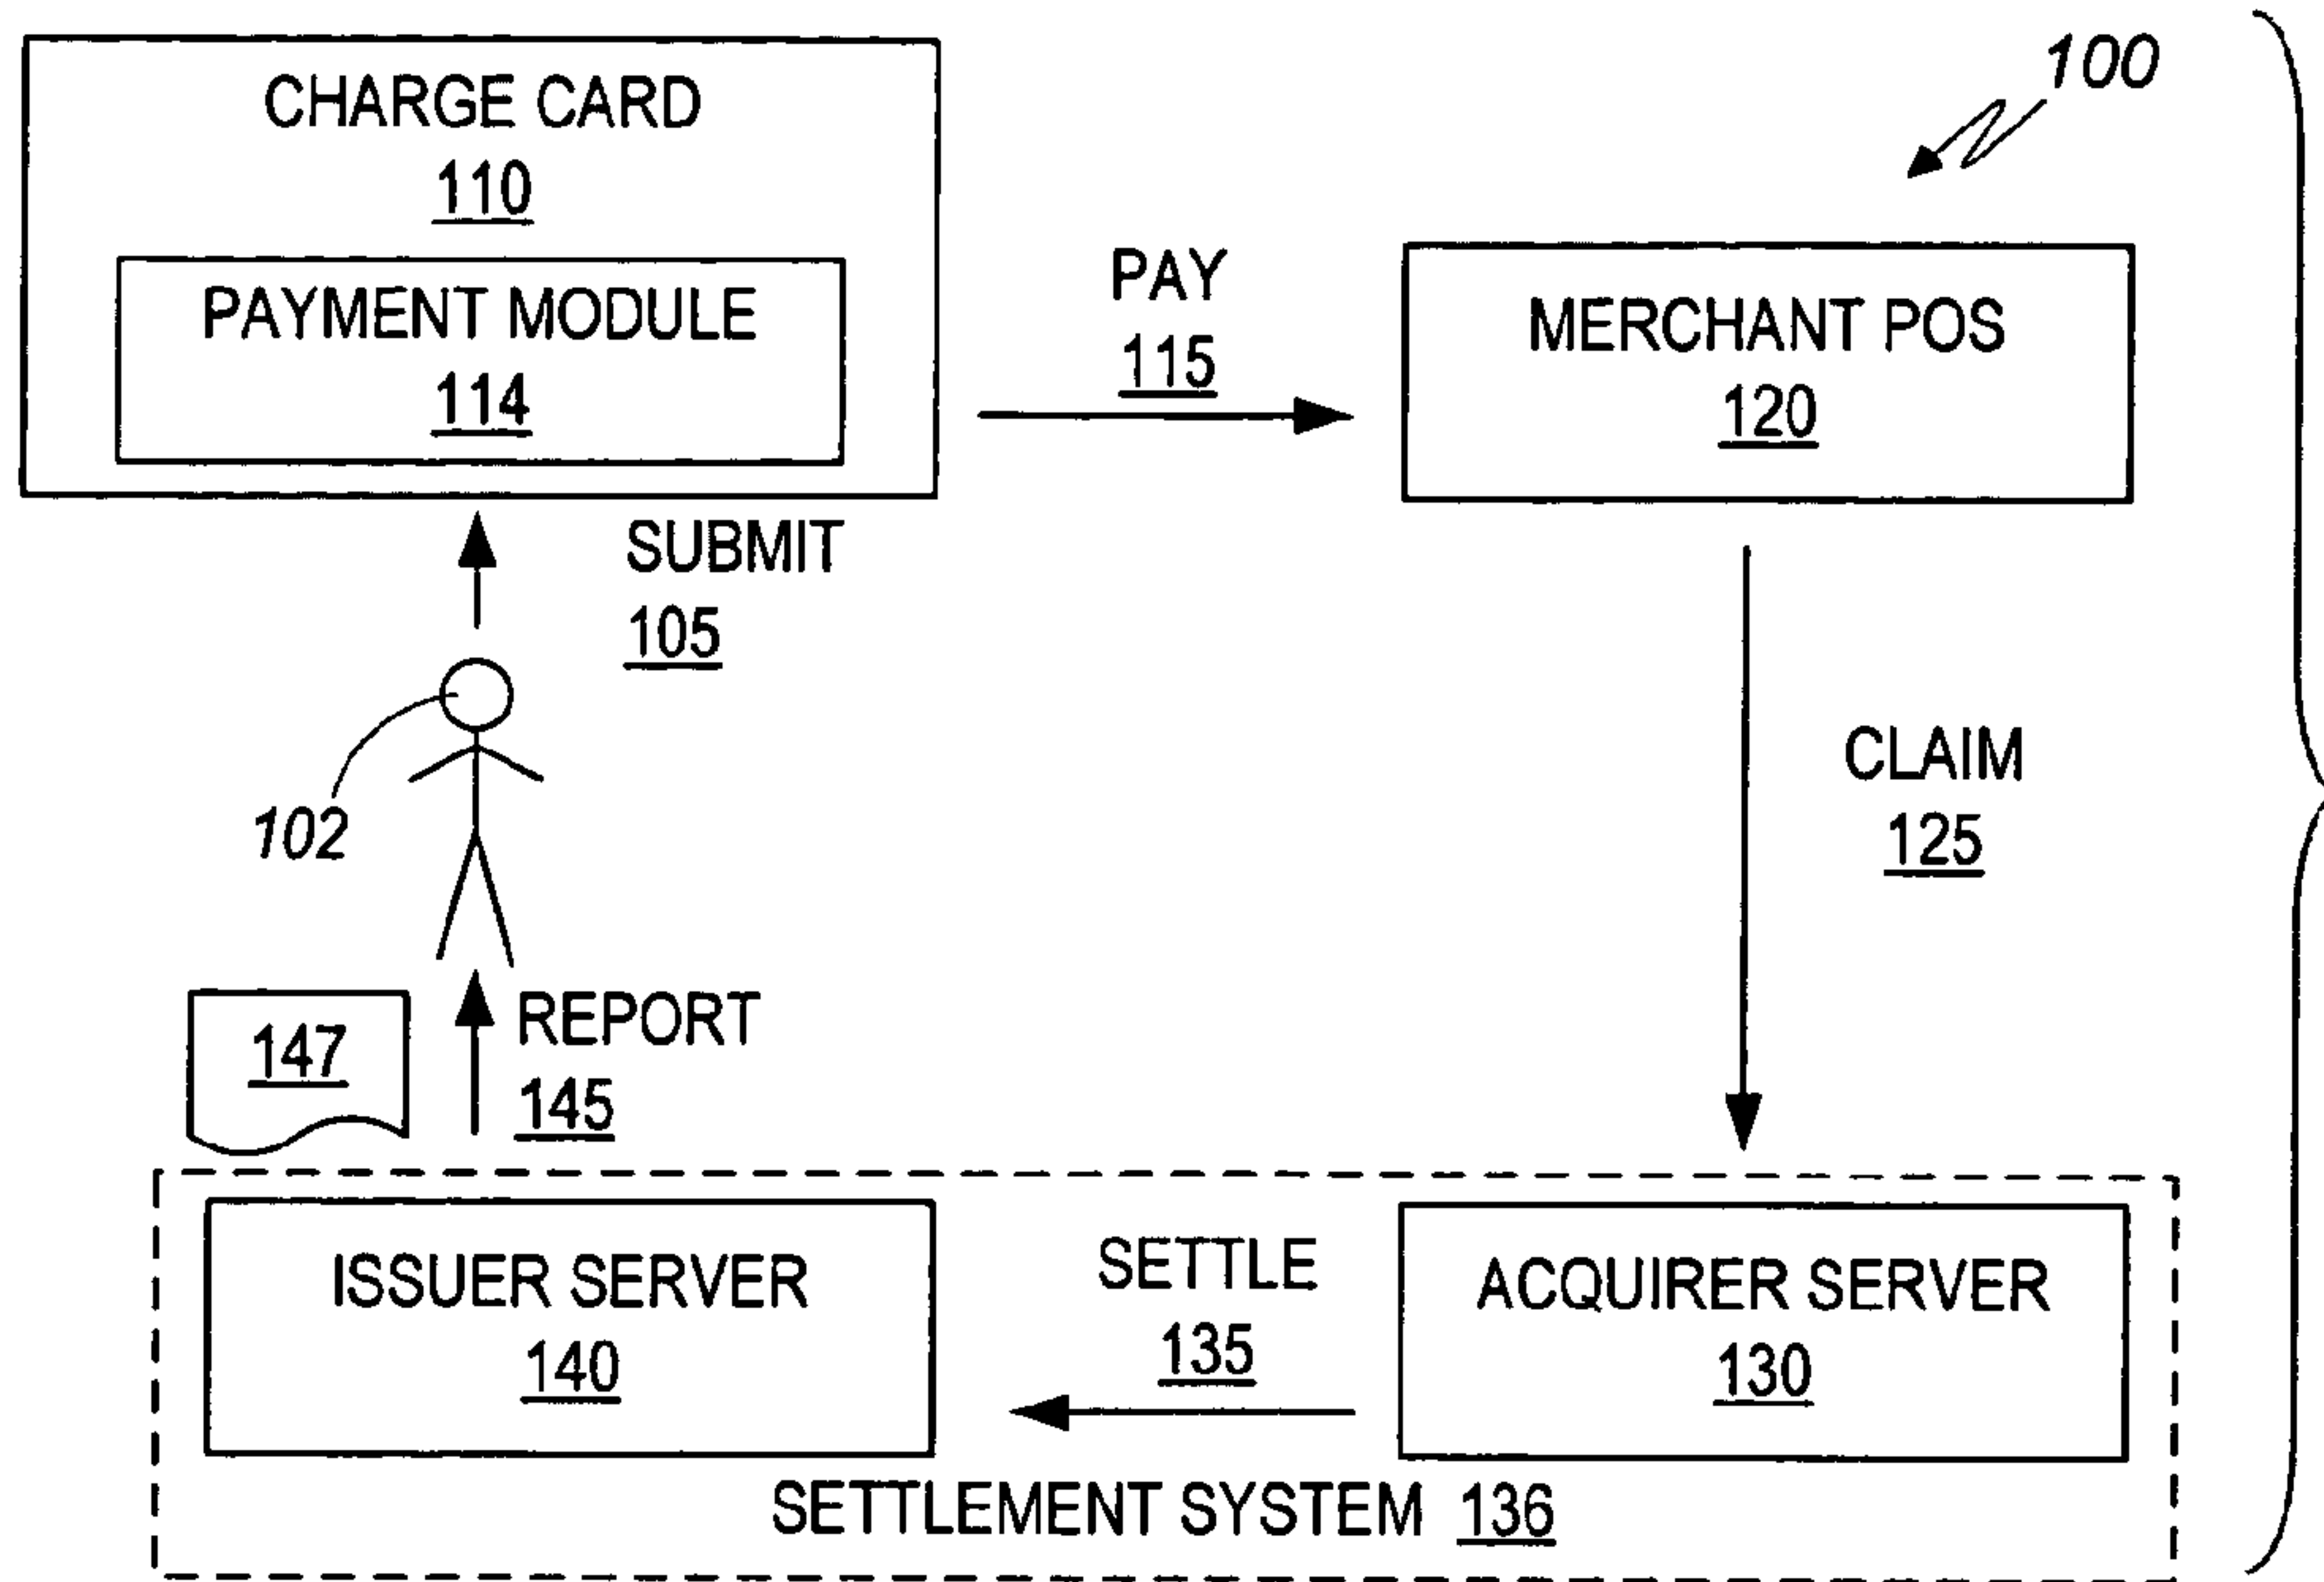 100
CHARGE CARD
110
PAYMENT MODULE
114
PAY
115
MERCHANT POS
120
SUBMIT
105
102
CLAIM
125
147
REPORT
145
ISSUER SERVER
140
SETTLE
135
ACQUIRER SERVER
130
SETTLEMENT SYSTEM 136